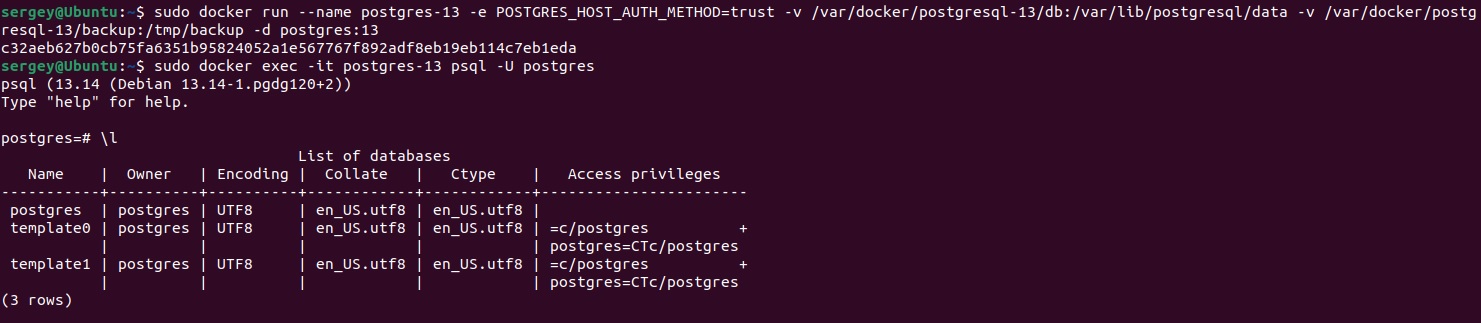 sergey@Ubuntu:~$ sudo docker run --name postgres-13 -e POSTGRES_HOST_AUTH_METHOD=trust -v /var/docker/postgresql-13/db:/var/lib/postgresql/data -v /var/docker/postg
resql-13/backup:/tmp/backup -d postgres:13
c32aeb627b0cb75fa6351b95824052a1e567767f892adf8eb19eb114c7eb1eda
sergey@Ubuntu:~$ sudo docker exec -it postgres-13 psql -U postgres
psql (13.14 (Debian 13.14-1.pgdg120+2))
Type "help" for help.

postgres=# \l
                                 List of databases
   Name    |  Owner   | Encoding |  Collate   |   Ctype    |   Access privileges
-----------+----------+----------+------------+------------+-----------------------
 postgres  | postgres | UTF8     | en_US.utf8 | en_US.utf8 |
 template0 | postgres | UTF8     | en_US.utf8 | en_US.utf8 | =c/postgres          +
           |          |          |            |            | postgres=CTc/postgres
 template1 | postgres | UTF8     | en_US.utf8 | en_US.utf8 | =c/postgres          +
           |          |          |            |            | postgres=CTc/postgres
(3 rows)